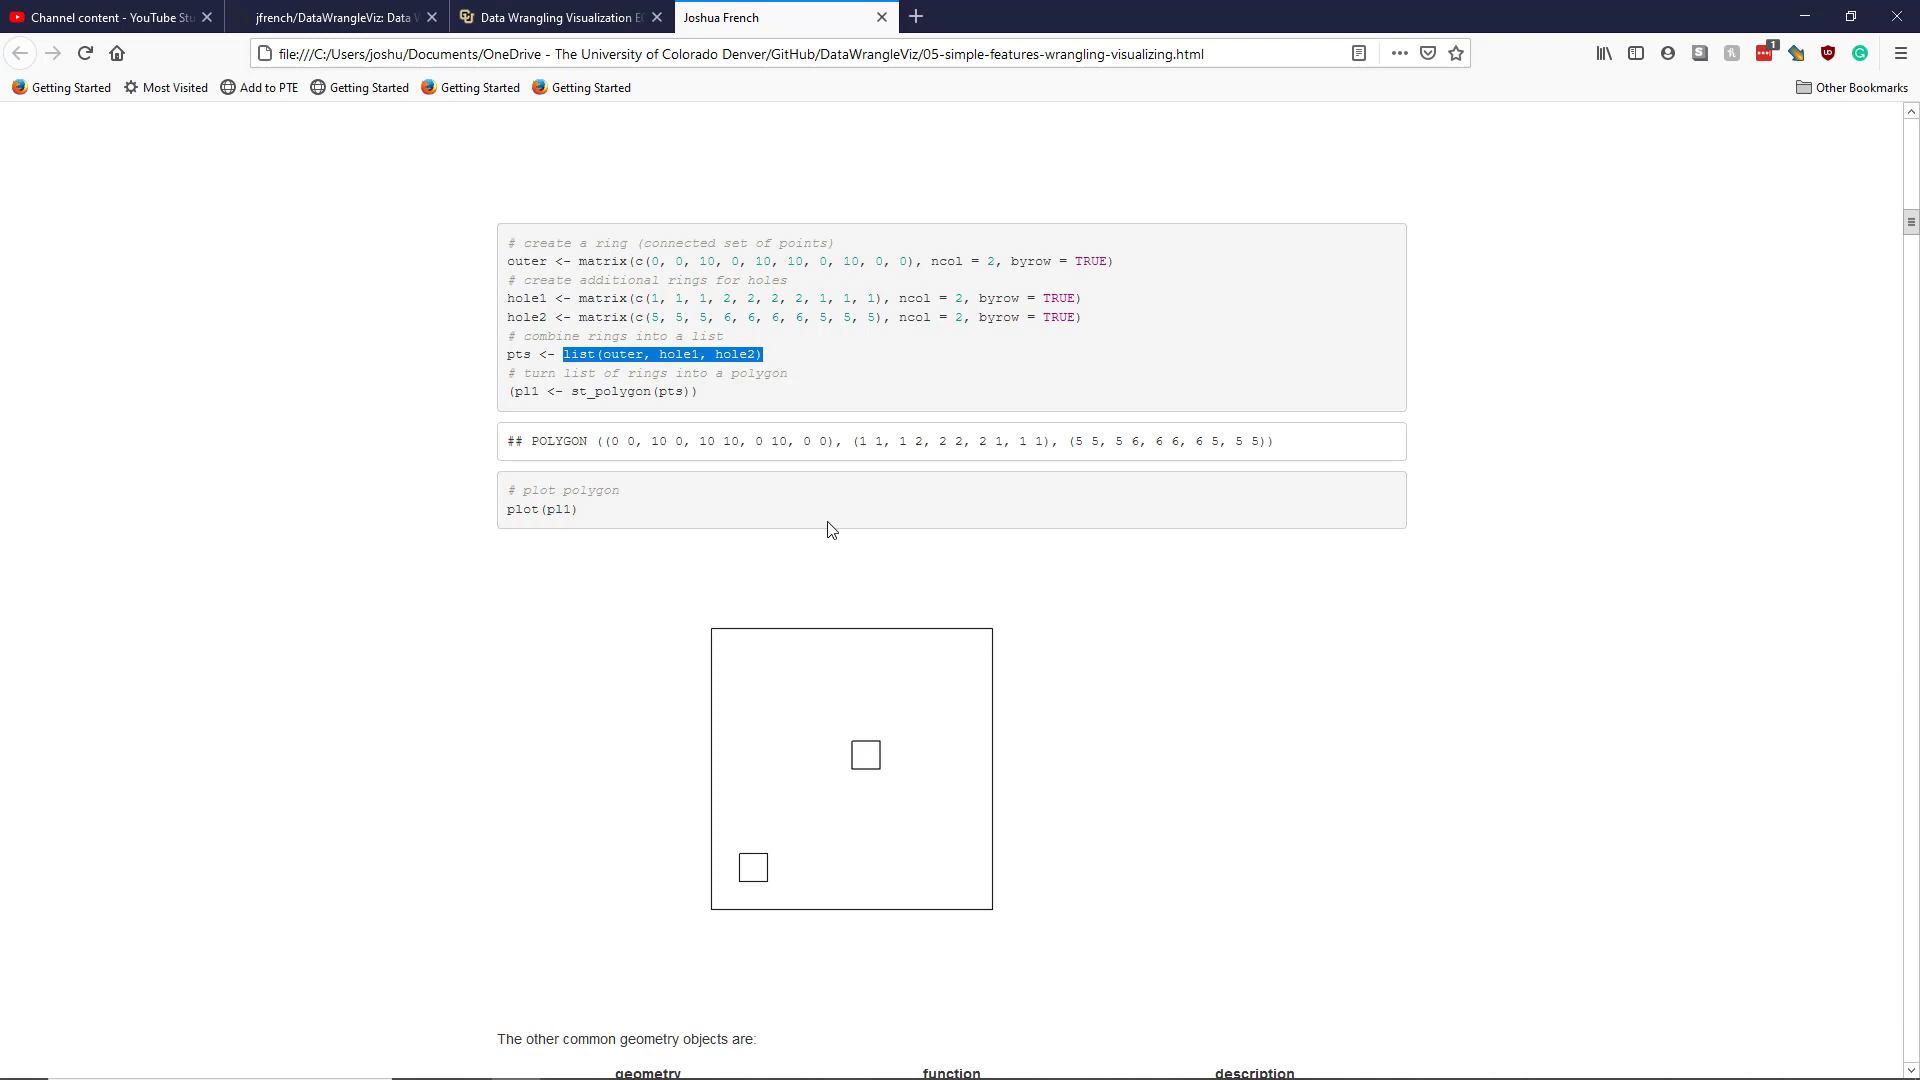 Channel content - YouTube Stu
jfrench/DataWrangleViz: Data W
Data Wrangling Visualization E
Joshua French
file:///C:/Users/joshu/Documents/OneDrive - The University of Colorado Denver/GitHub/DataWrangleViz/05-simple-features-wrangling-visualizing.html
1
Getting Started
Most Visited
Add to PTE
Getting Started
Getting Started
Getting Started
Other Bookmarks
# create a ring (connected set of points)
outer <- matrix(c(0, 0, 10, 0, 10, 10, 0, 10, 0, 0), ncol = 2, byrow = TRUE)
# create additional rings for holes
hole1 <- matrix(c(1, 1, 1, 2, 2, 2, 2, 1, 1, 1), ncol = 2, byrow = TRUE)
hole2 <- matrix(c(5, 5, 5, 6, 6, 6, 6, 5, 5, 5), ncol = 2, byrow = TRUE)
# combine rings into a list
pts <- list(outer, hole1, hole2)
# turn list of rings into a polygon
(pl1 <- st_polygon(pts))
## POLYGON ((0 0, 10 0, 10 10, 0 10, 0 0), (1 1, 1 2, 2 2, 2 1, 1 1), (5 5, 5 6, 6 6, 6 5, 5 5))
# plot polygon
plot(pl1)
The other common geometry objects are:
geometry function description